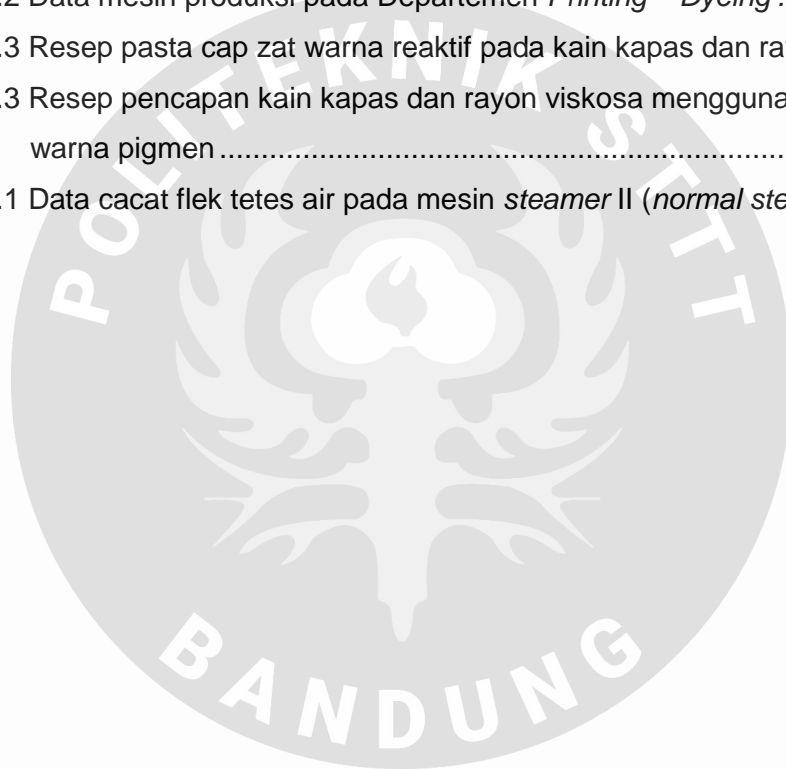 .2 Data mesin produksi pada Departemen Printing – Dyeing .
.3 Resep pasta cap zat warna reaktif pada kain kapas dan ra
.3 Resep pencapan kain kapas dan rayon viskosa mengguna
warna pigmen ......................................................................
.1 Data cacat flek tetes air pada mesin steamer II (normal ste
POLITEKNIK STTT
BANDUNG